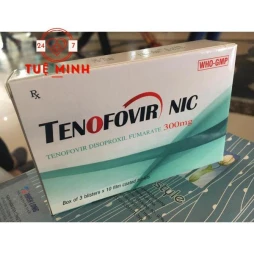 24 7
TUỆ MINH
WHO-GMP
Rx
TENOFOVIR NIC
TENOFOVIR DISOPROXIL FUMARATE 300mg
Box of 3 blisters x 10 film coated